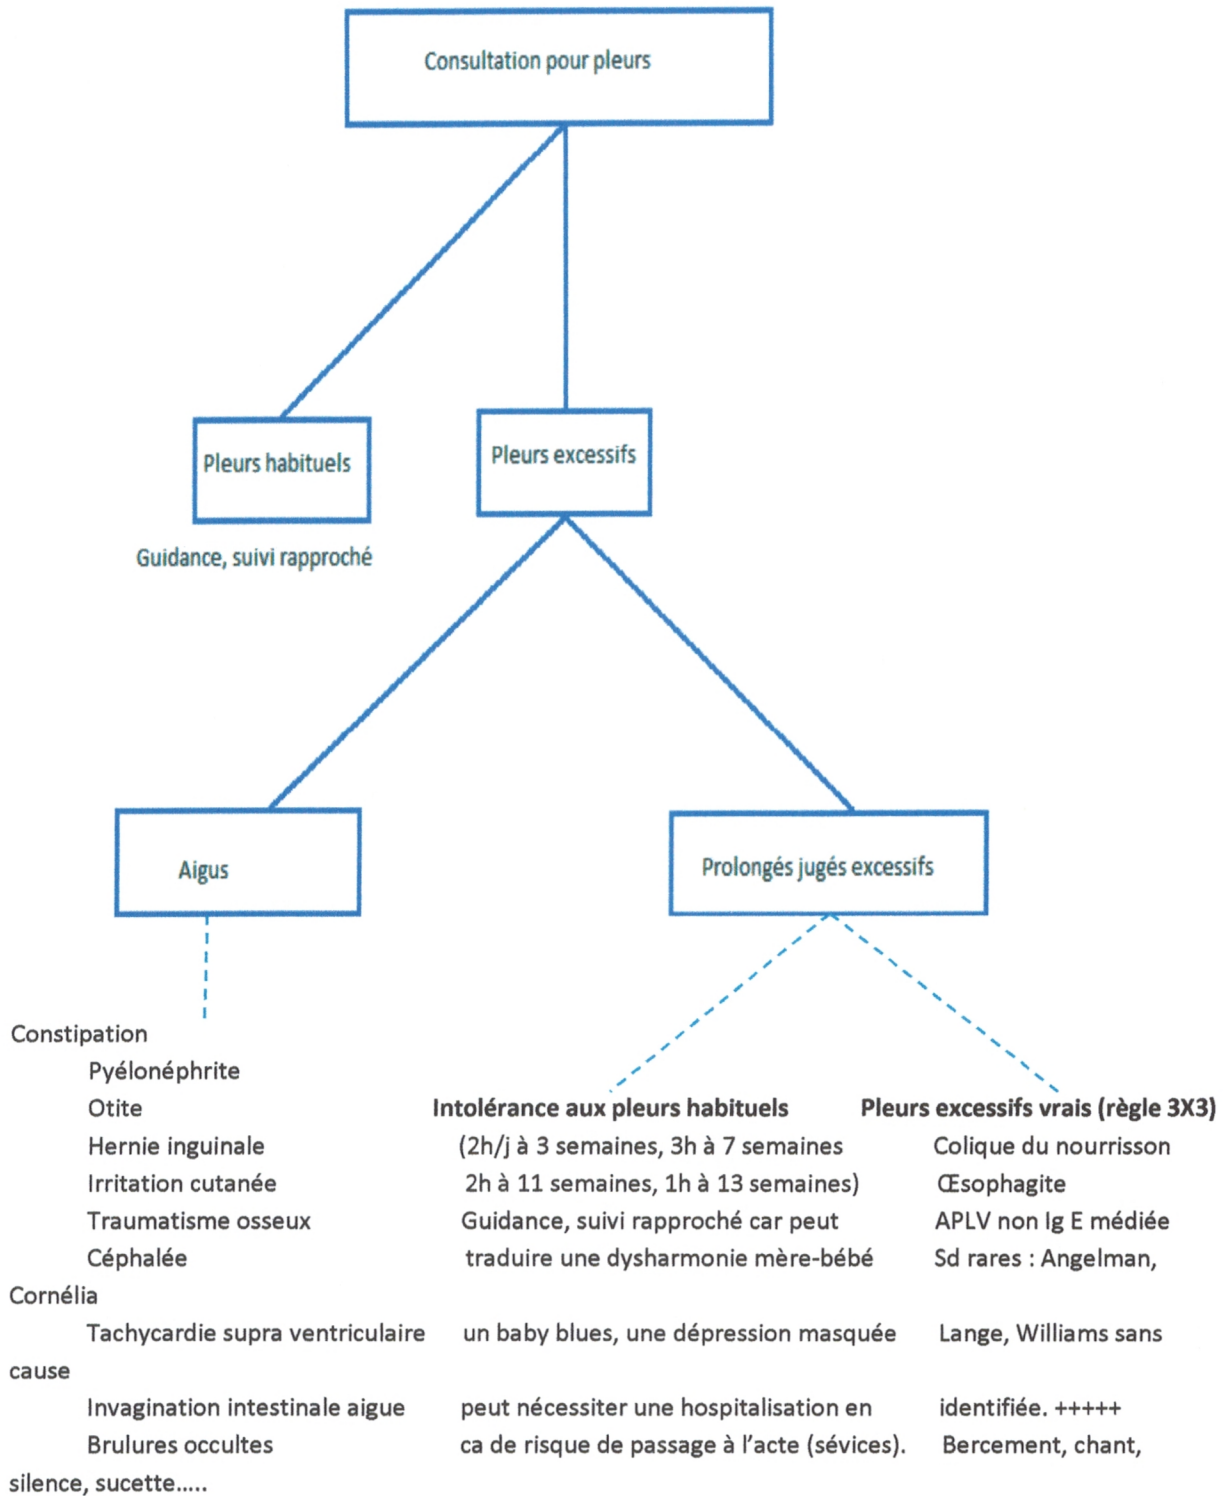 Consultation pour pleurs
Pleurs habituels
Pleurs excessifs
Guidance, suivi rapproché
Aigus
Prolongés jugés excessifs
Constipation
Pyélonéphrite
Otite
Intolérance aux pleurs habituels
Pleurs excessifs vrais (règle 3X3)
Hernie inguinale
(2h/j à 3 semaines, 3h à 7 semaines
Colique du nourrisson
Irritation cutanée
2h à 11 semaines, 1h à 13 semaines)
Œsophagite
Traumatisme osseux
Guidance, suivi rapproché car peut
APLV non Ig E médiée
Céphalée
traduire une dysharmonie mère-bébé
Sd rares : Angelman,
Cornélia
Tachycardie supra ventriculaire
un baby blues, une dépression masquée
Lange, Williams sans
cause
Invagination intestinale aigue
peut nécessiter une hospitalisation en
identifiée. +++++
Brulures occultes
ca de risque de passage à l'acte (sévices).
Bercement, chant,
silence, sucette.....